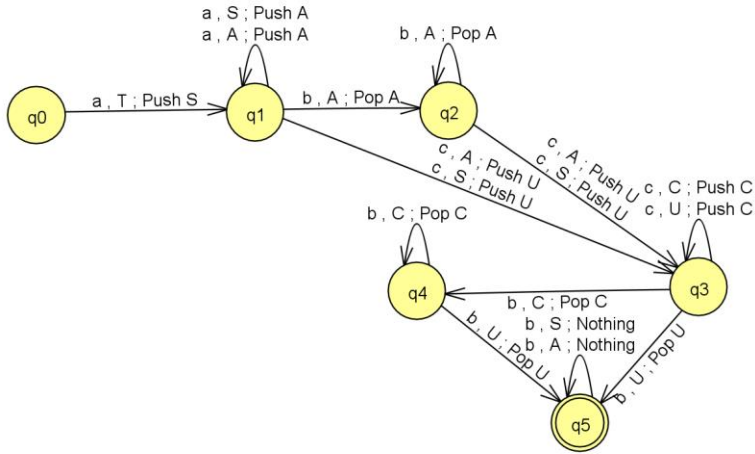 a , S ; Push A
a , A ; Push A
b , A ; Pop A
q0
a , T ; Push S
q1
b , A ; Pop A
q2
c , A ; Push U
c , S ; Push U
c , A ; Push U
c , S ; Push U
c , C ; Push C
c , U ; Push C
b , C ; Pop C
q4
b , C ; Pop C
q3
b , U ; Pop U
b , S ; Nothing
b , A ; Nothing
b , U ; Pop U
q5